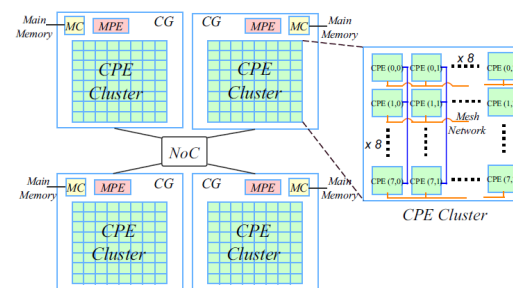 Main
Memory
MC
MPE
CG
CPE
Cluster
CG
MPE
MC
Main
Memory
CPE
Cluster
NoC
Main
Memory
MC
MPE
CG
CPE
Cluster
CG
MPE
MC
Main
Memory
CPE
Cluster
CPE (0,0)
CPE (0,1)
x 8
CPE (0,
CPE (1,0)
CPE (1,1)
CPE (1,
Mesh
Network
x 8
CPE (7,0)
CPE (7,1)
CPE (7,
CPE Cluster